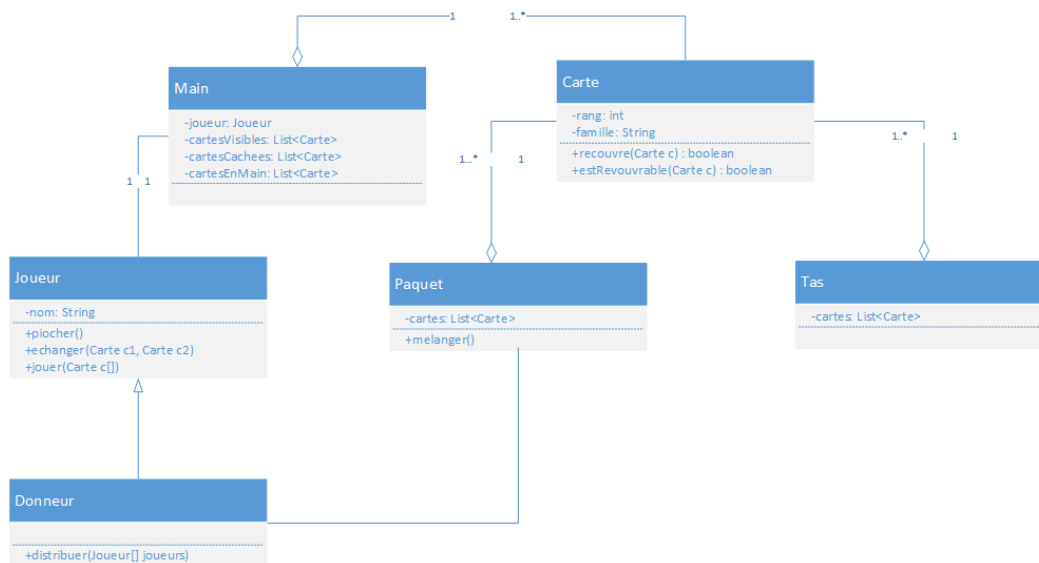 1 1..*
Main
-joueur: Joueur
-cartesVisibles: List<Carte>
-cartesCachees: List<Carte>
-cartesEnMain: List<Carte>
Carte
-rang: int
-famille: String
+recouvre(Carte c) : boolean
+estRevouvrable(Carte c) : boolean
1..* 1
1..* 1
1 1
Joueur
-nom: String
+piocher()
+echanger(Carte c1, Carte c2)
+jouer(Carte c[])
Paquet
-cartes: List<Carte>
+melanger()
Tas
-cartes: List<Carte>
Donneur
+distribuer(Joueur[] joueurs)